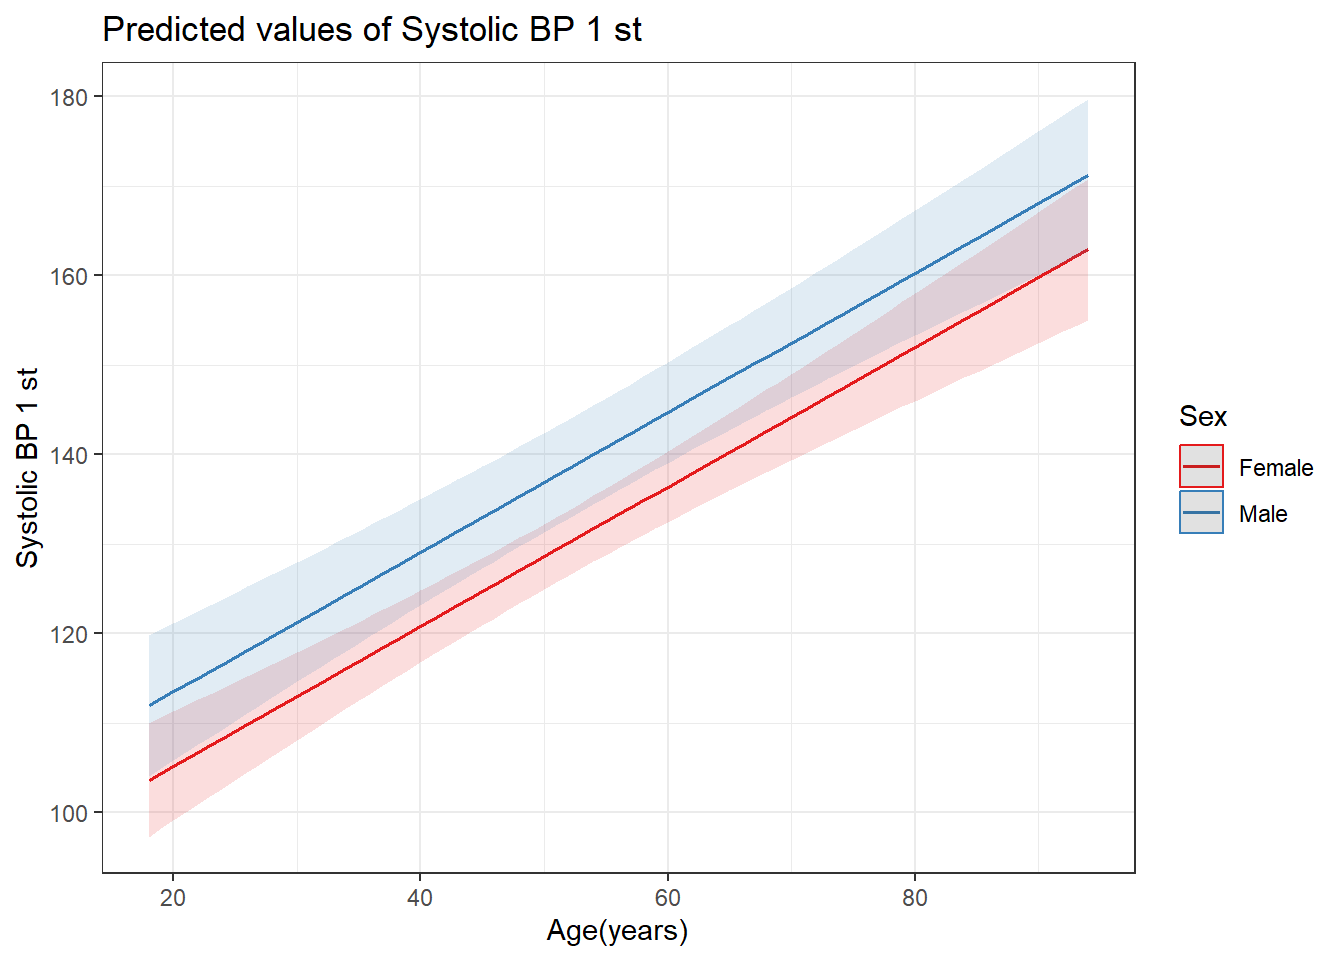 Predicted values of Systolic BP 1 st
180
160
140
120
100
Systolic BP 1 st
20 40 60 80
Age(years)
Sex
Female
Male